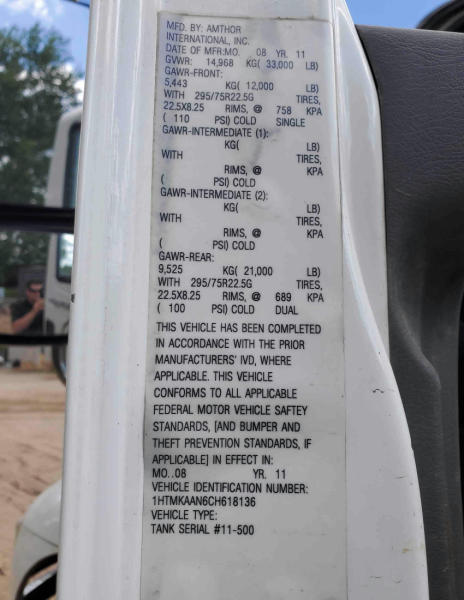 MFD. BY: AMTHOR
INTERNATIONAL, INC.
DATE OF MFR:MO. 08 YR. 11
GVWR: 14,968 KG( 33,000 LB)
GAWR-FRONT:
5,443 KG( 12,000 LB)
WITH 295/75R22.5G TIRES,
22.5X8.25 RIMS, @ 758 KPA
( 110 PSI) COLD SINGLE
GAWR-INTERMEDIATE (1):
KG( LB)
WITH TIRES,
RIMS, @ KPA
( PSI) COLD
GAWR-INTERMEDIATE (2):
KG( LB)
WITH TIRES,
RIMS, @ KPA
( PSI) COLD
GAWR-REAR:
9,525 KG( 21,000 LB)
WITH 295/75R22.5G TIRES,
22.5X8.25 RIMS, @ 689 KPA
( 100 PSI) COLD DUAL
THIS VEHICLE HAS BEEN COMPLETED
IN ACCORDANCE WITH THE PRIOR
MANUFACTURERS' IVD, WHERE
APPLICABLE. THIS VEHICLE
CONFORMS TO ALL APPLICABLE
FEDERAL MOTOR VEHICLE SAFTEY
STANDARDS, [AND BUMPER AND
THEFT PREVENTION STANDARDS, IF
APPLICABLE] IN EFFECT IN:
MO..08 YR. 11
VEHICLE IDENTIFICATION NUMBER:
1HTMKAAN6CH618136
VEHICLE TYPE:
TANK SERIAL #11-500